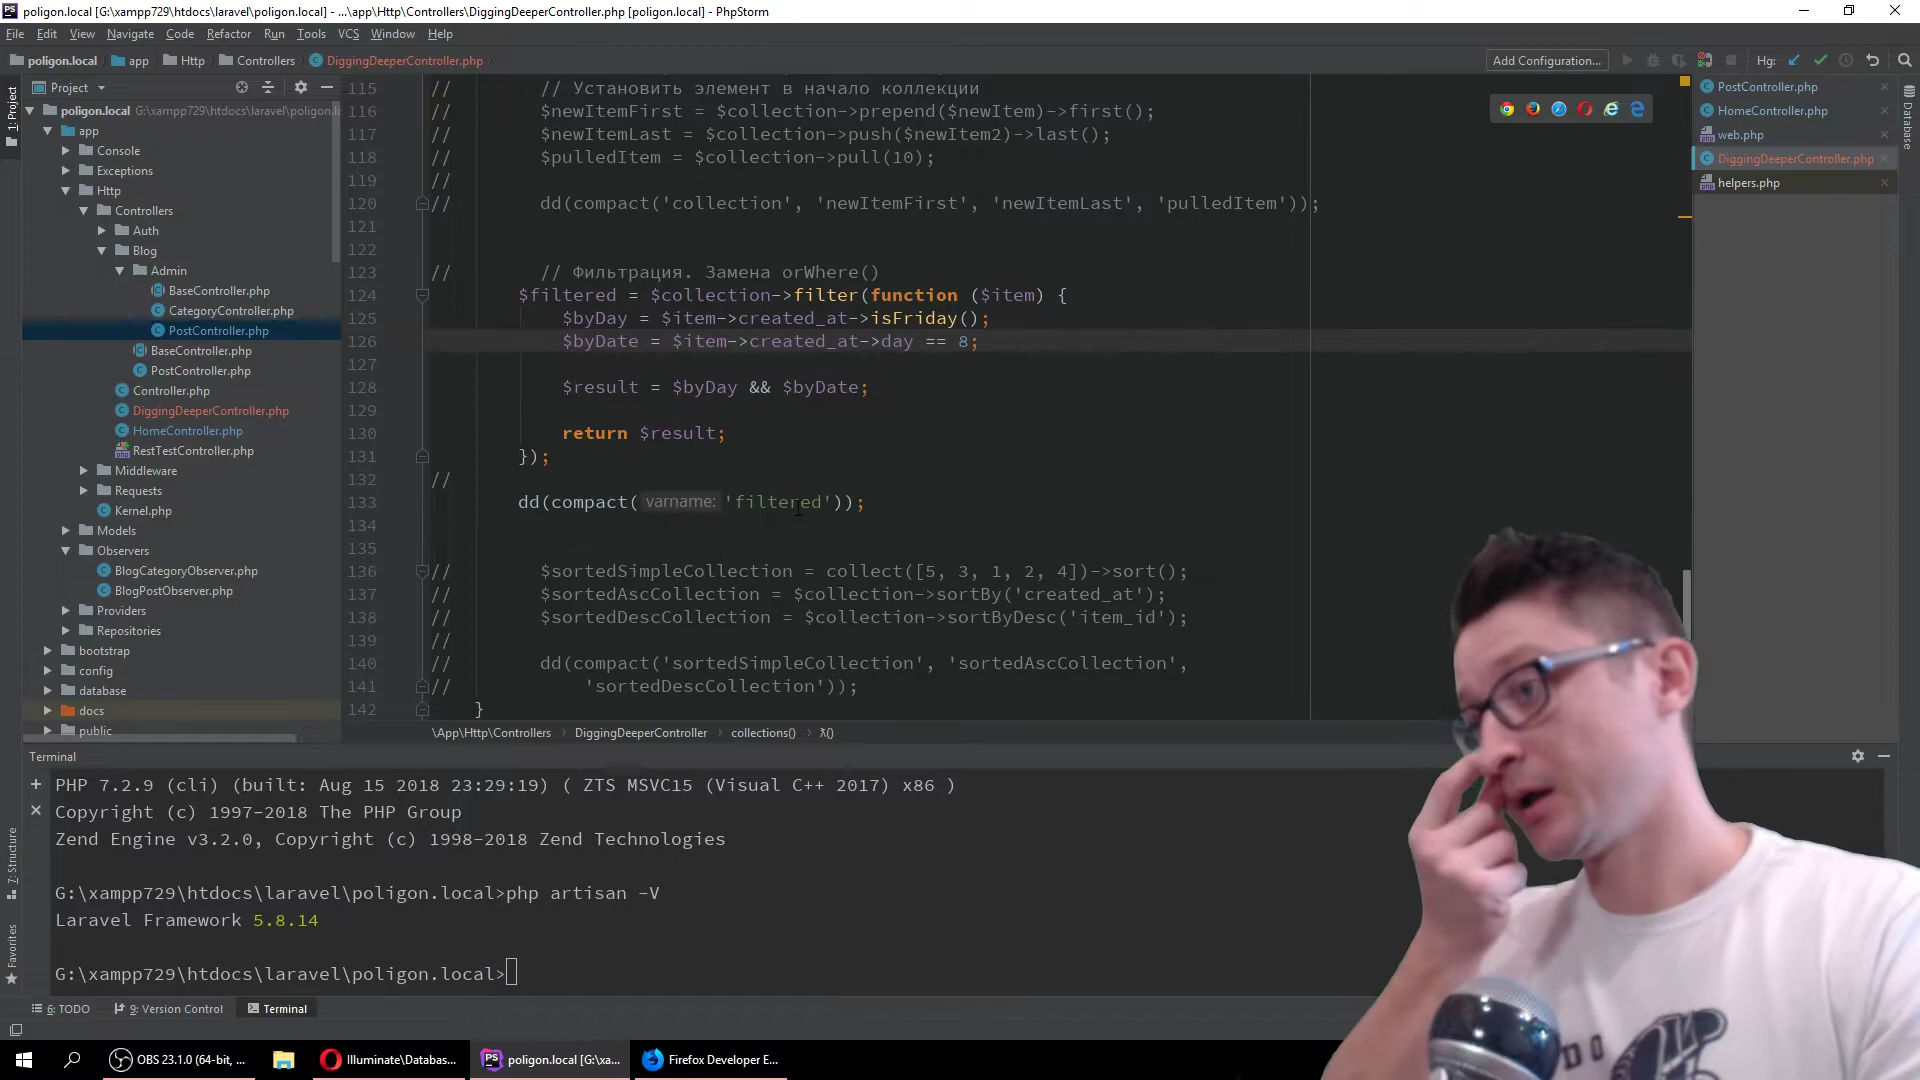 poligon.local [G:\xampp729\htdocs\laravel\poligon.local] - ...\app\Http\Controllers\DiggingDeeperController.php [poligon.local] - PhpStorm
File Edit View Navigate Code Refactor Run Tools VCS Window Help
poligon.local app Http Controllers DiggingDeeperController.php
Add Configuration... Hg:
1: Project
Project
poligon.local G:\xampp729\htdocs\laravel\poligon.l
app
Console
Exceptions
Http
Controllers
Auth
Blog
Admin
BaseController.php
CategoryController.php
PostController.php
BaseController.php
PostController.php
Controller.php
DiggingDeeperController.php
HomeController.php
RestTestController.php
Middleware
Requests
Kernel.php
Models
Observers
BlogCategoryObserver.php
BlogPostObserver.php
Providers
Repositories
bootstrap
config
database
docs
public
115 // // Установить элемент в начало коллекции
116 // $newItemFirst = $collection->prepend($newItem)->first();
117 // $newItemLast = $collection->push($newItem2)->last();
118 // $pulledItem = $collection->pull(10);
119 //
120 // dd(compact('collection', 'newItemFirst', 'newItemLast', 'pulledItem'));
121
122
123 // // Фильтрация. Замена orWhere()
124 $filtered = $collection->filter(function ($item) {
125 $byDay = $item->created_at->isFriday();
126 $byDate = $item->created_at->day == 8;
127
128 $result = $byDay && $byDate;
129
130 return $result;
131 });
132 //
133 dd(compact( varname: 'filtered'));
134
135
136 // $sortedSimpleCollection = collect([5, 3, 1, 2, 4])->sort();
137 // $sortedAscCollection = $collection->sortBy('created_at');
138 // $sortedDescCollection = $collection->sortByDesc('item_id');
139 //
140 // dd(compact('sortedSimpleCollection', 'sortedAscCollection',
141 // 'sortedDescCollection'));
142 }
\App\Http\Controllers DiggingDeeperController collections() λ()
PostController.php
HomeController.php
web.php
DiggingDeeperController.php
helpers.php
Database
Terminal
PHP 7.2.9 (cli) (built: Aug 15 2018 23:29:19) ( ZTS MSVC15 (Visual C++ 2017) x86 )
Copyright (c) 1997-2018 The PHP Group
Zend Engine v3.2.0, Copyright (c) 1998-2018 Zend Technologies
G:\xampp729\htdocs\laravel\poligon.local>php artisan -V
Laravel Framework 5.8.14
G:\xampp729\htdocs\laravel\poligon.local>
7: Structure
Favorites
6: TODO 9: Version Control Terminal
OBS 23.1.0 (64-bit, ... Illuminate\Databas... poligon.local [G:\xa... Firefox Developer E...